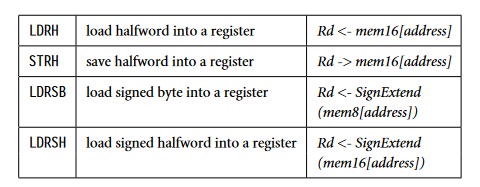 LDRH load halfword into a register Rd <- mem16[address]
STRH save halfword into a register Rd -> mem16[address]
LDRSB load signed byte into a register Rd <- SignExtend
(mem8[address])
LDRSH load signed halfword into a register Rd <- SignExtend
(mem16[address])